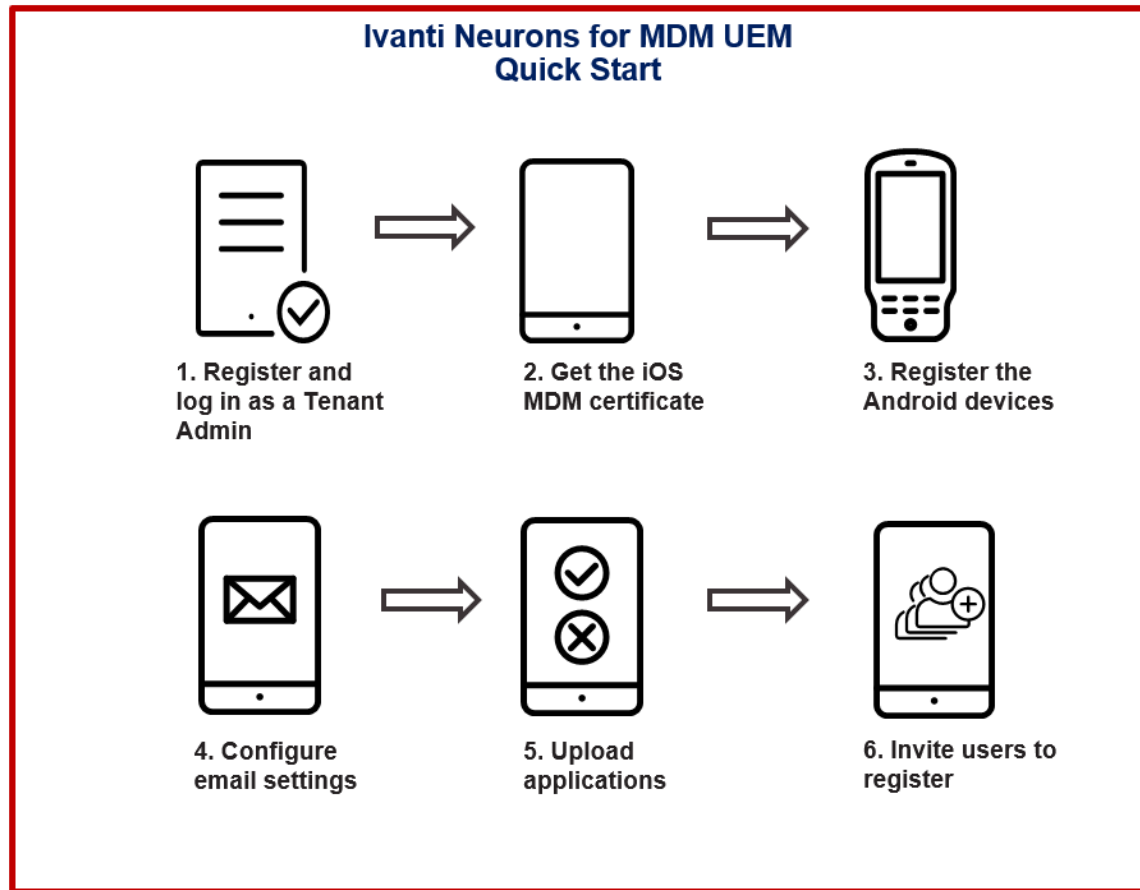 Ivanti Neurons for MDM UEM
Quick Start
1. Register and
log in as a Tenant
Admin
2. Get the iOS
MDM certificate
3. Register the
Android devices
4. Configure
email settings
5. Upload
applications
6. Invite users to
register